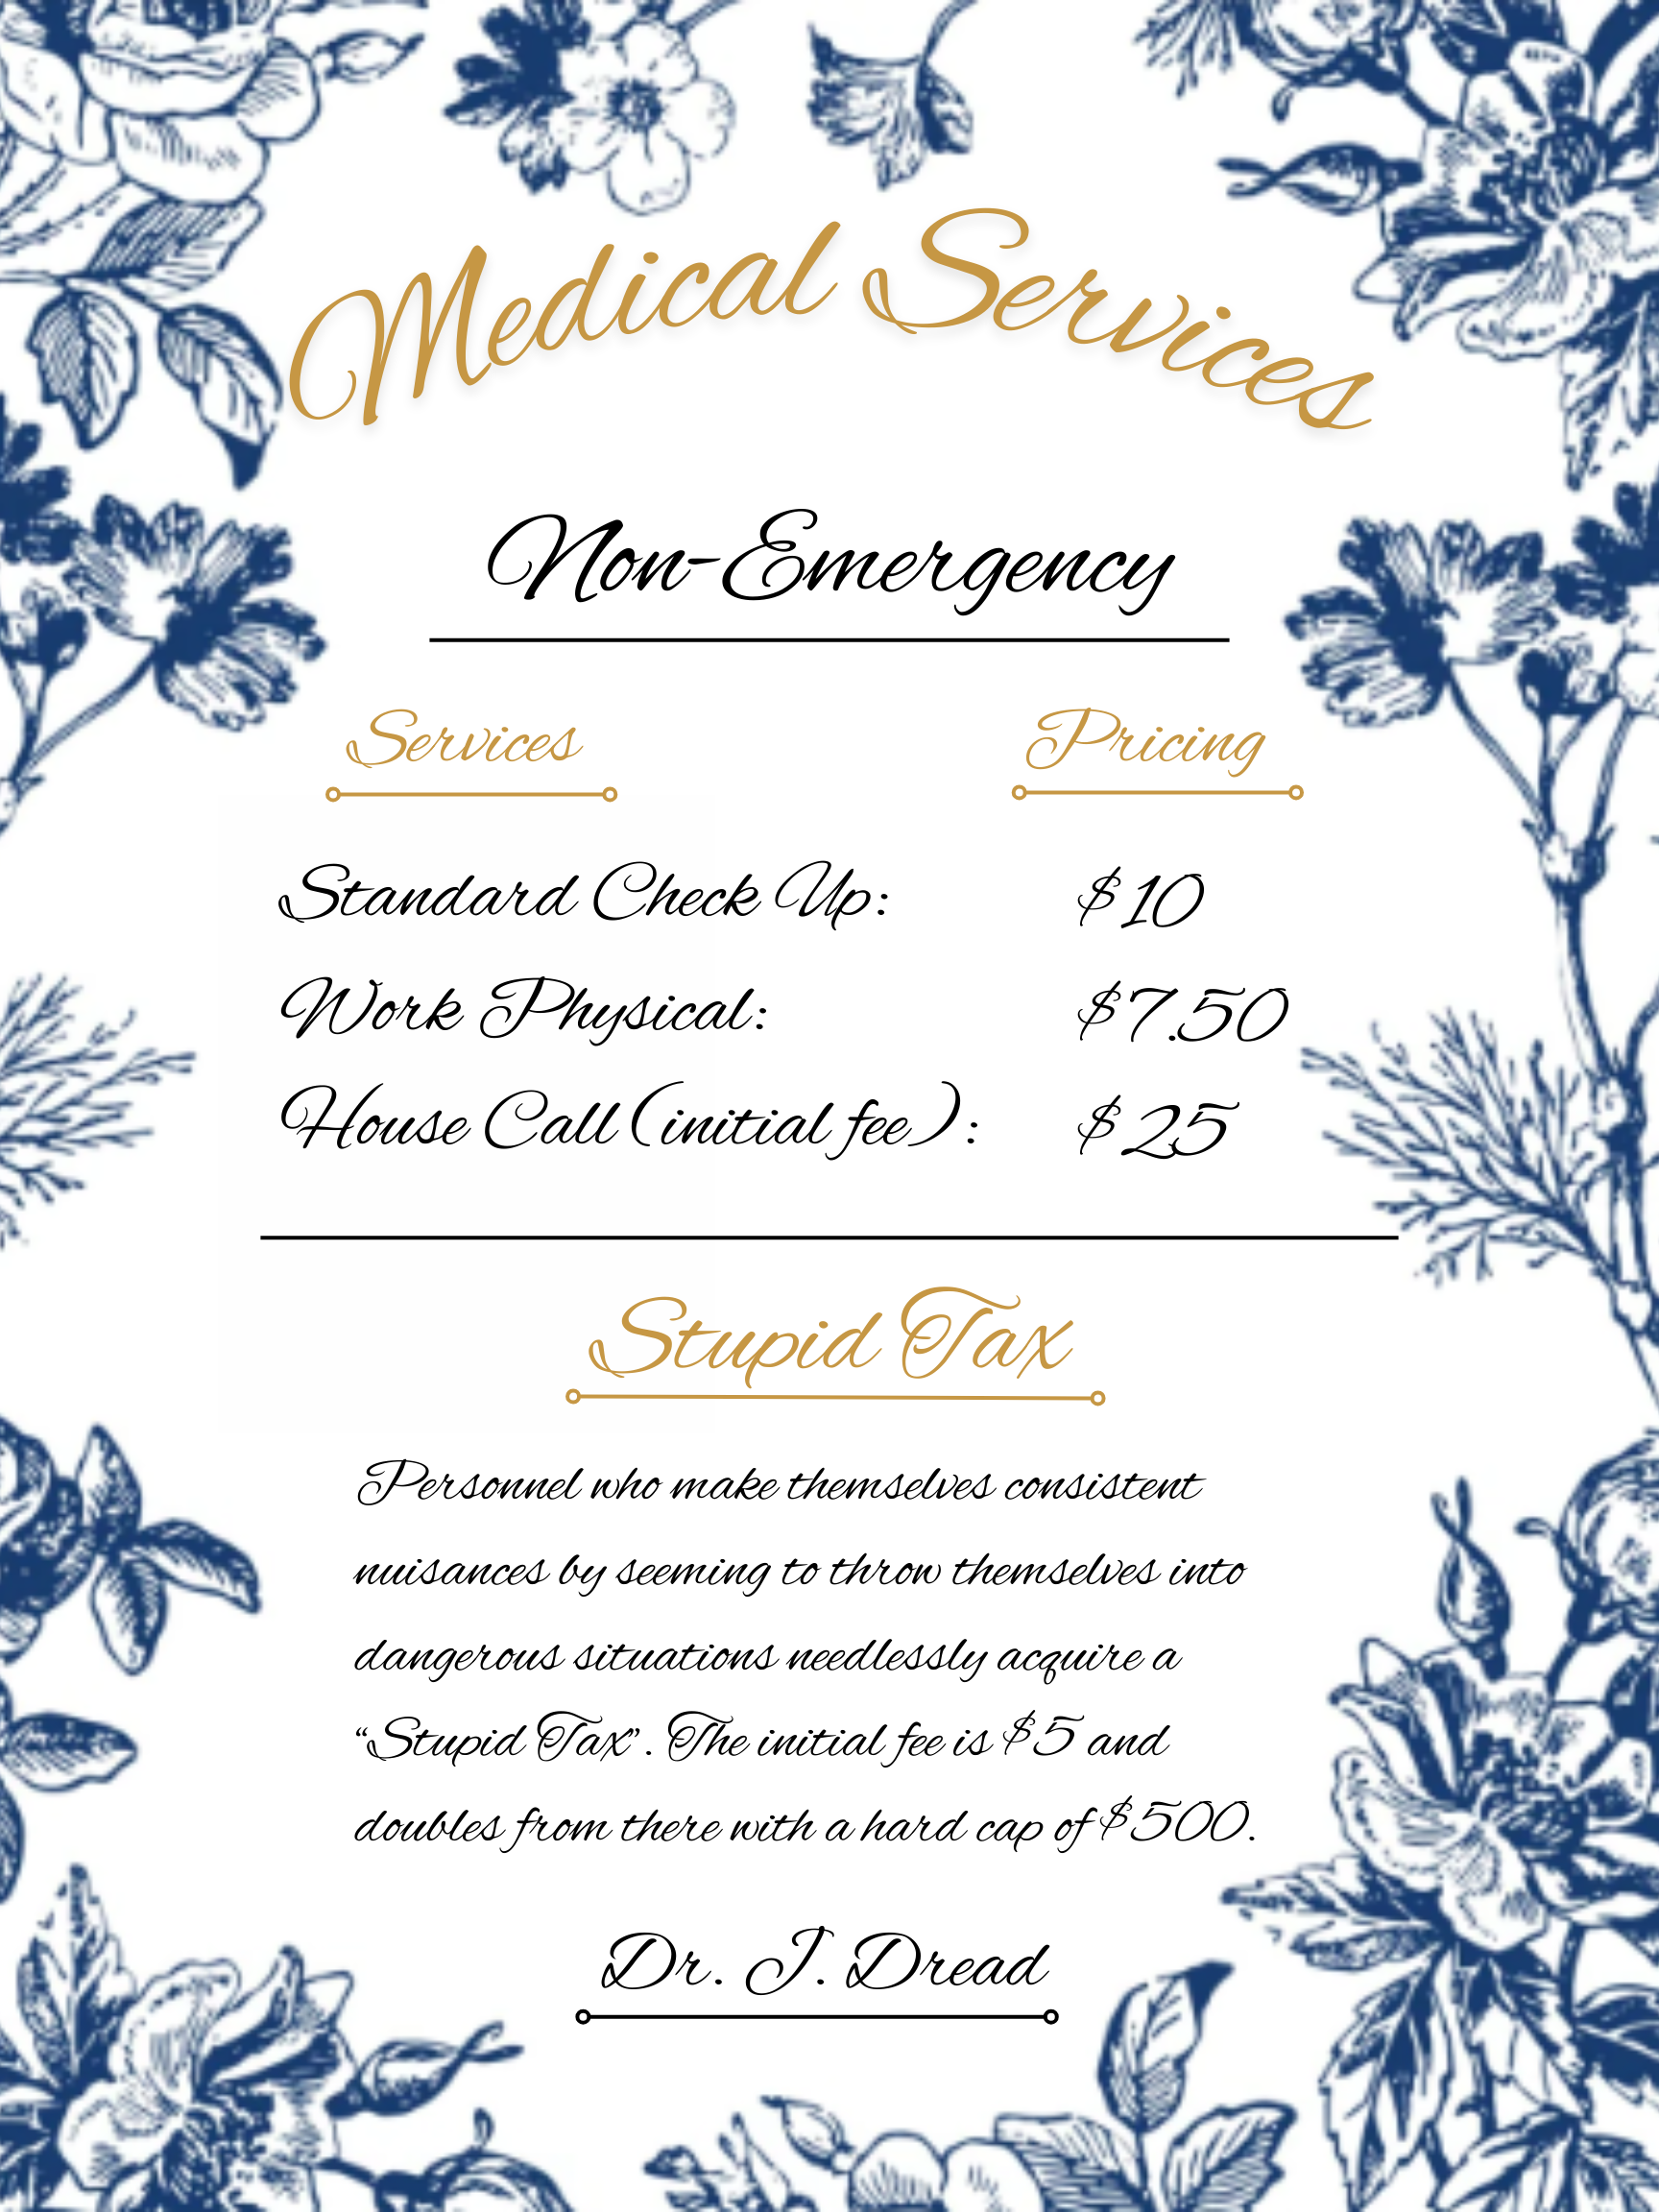 Medical Services
Non-Emergency
Services Pricing
Standard Check Up: $10
Work Physical: $7.50
House Call (initial fee): $25
Stupid Tax
Personnel who make themselves consistent
nuisances by seeming to throw themselves into
dangerous situations needlessly acquire a
“Stupid Tax”. The initial fee is $5 and
doubles from there with a hard cap of $500.
Dr. J. Dread